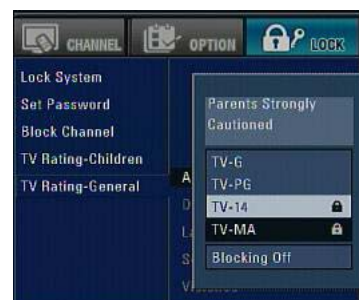 CHANNEL
OPTION
LOCK
Lock System
Set Password
Block Channel
TV Rating-Children
TV Rating-General
Parents Strongly
Cautioned
TV-G
TV-PG
TV-14
TV-MA
Blocking Off